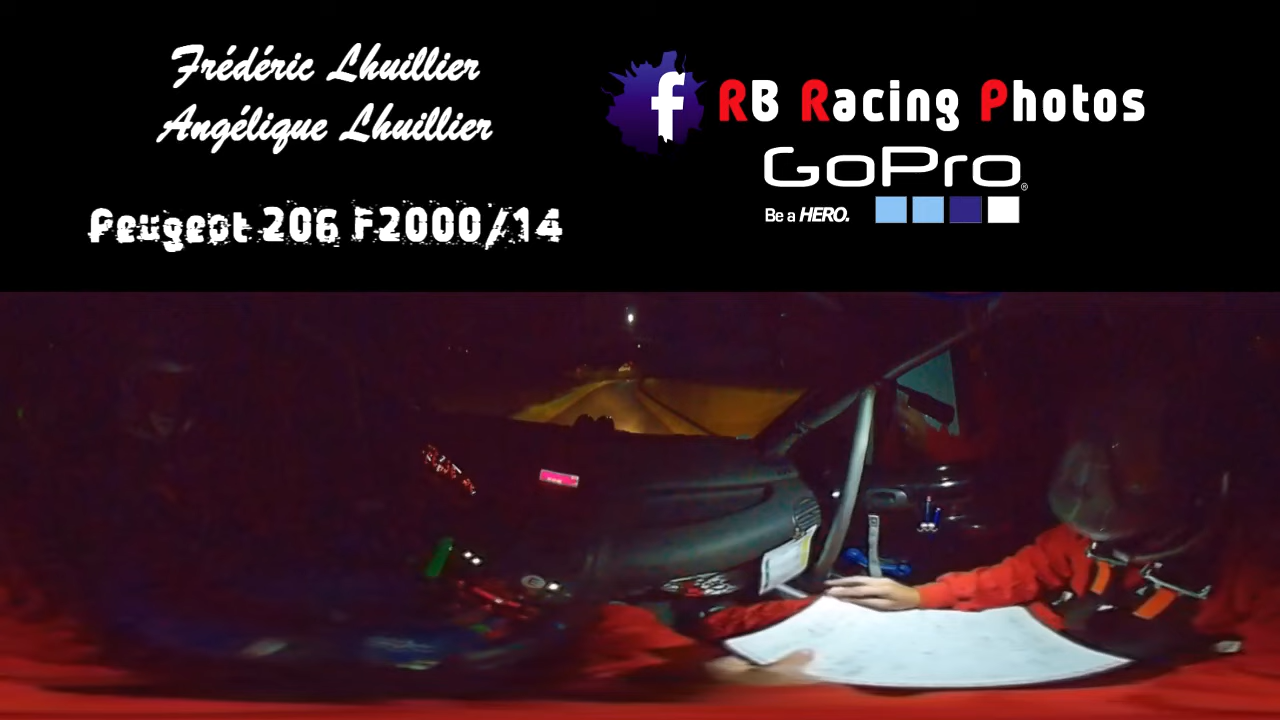 Frédéric Lhuillier
Angélique Lhuillier
Peugeot 206 F2000/14
f RB Racing Photos
GoPro®
Be a HERO.